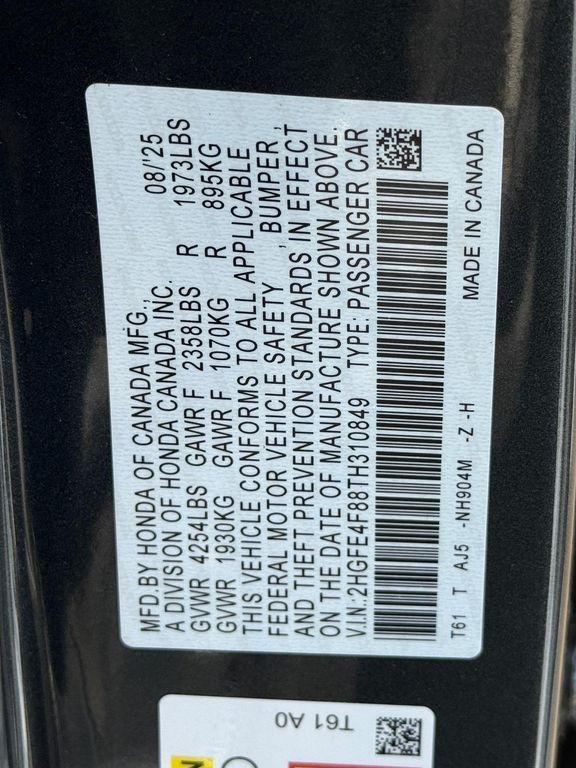 MFD.BY HONDA OF CANADA MFG., 08/'25
A DIVISION OF HONDA CANADA INC.
GVWR 4254LBS GAWR F 2358LBS R 1973LBS
GVWR 1930KG GAWR F 1070KG R 895KG
THIS VEHICLE CONFORMS TO ALL APPLICABLE
FEDERAL MOTOR VEHICLE SAFETY , BUMPER ,
AND THEFT PREVENTION STANDARDS IN EFFECT
ON THE DATE OF MANUFACTURE SHOWN ABOVE.
V.I.N.:2HGFE4F88TH310849 TYPE: PASSENGER CAR
T61 T AJ5 -NH904M -Z -H MADE IN CANADA
T61 A0